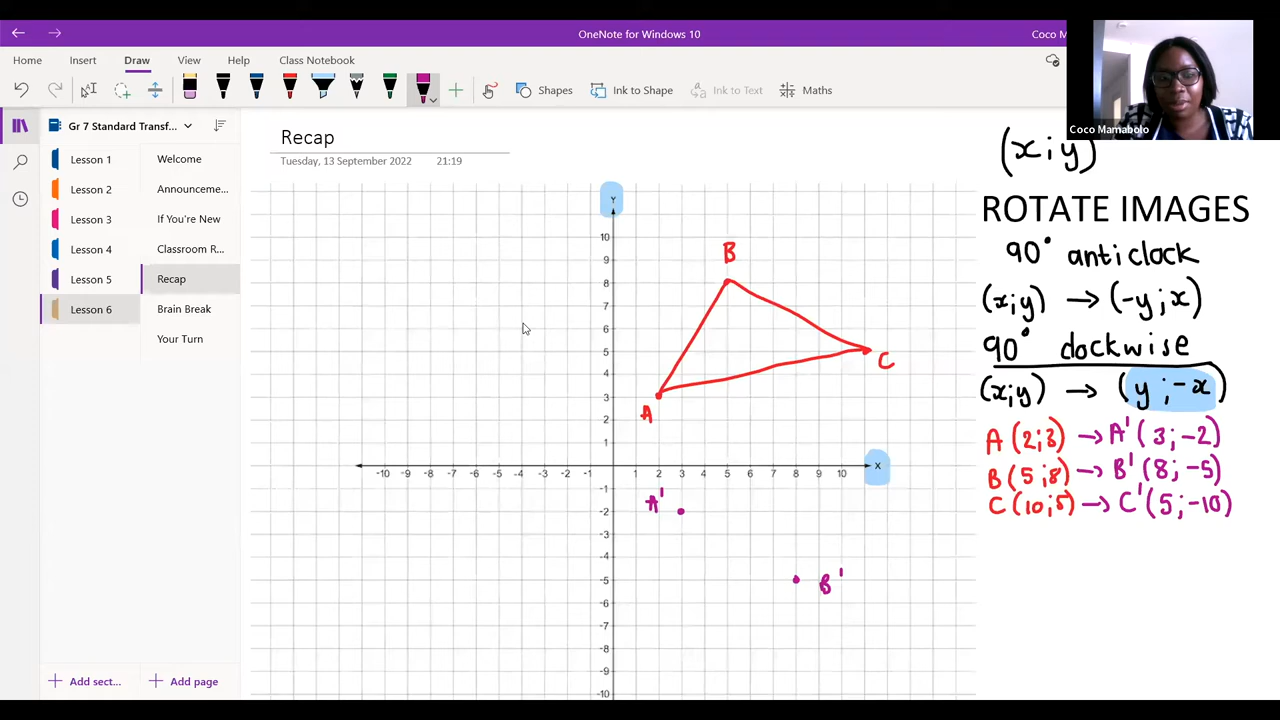 OneNote for Windows 10
Coco Mama
Home Insert Draw View Help Class Notebook
Shapes Ink to Shape Ink to Text Maths
Coco Mamabolo
Gr 7 Standard Transf...
Lesson 1
Lesson 2
Lesson 3
Lesson 4
Lesson 5
Lesson 6
Welcome
Announceme...
If You're New
Classroom R...
Recap
Brain Break
Your Turn
Add sect...
Add page
Recap
Tuesday, 13 September 2022 21:19
Y
10
9
8
7
6
5
4
3
2
1
-10 -9 -8 -7 -6 -5 -4 -3 -2 -1 1 2 3 4 5 6 7 8 9 10 X
-1
-2
-3
-4
-5
-6
-7
-8
-9
-10
B
C
A
A'
B'
(x;y)
ROTATE IMAGES
90° anticlock
(x;y) → (-y;x)
90° clockwise
(x;y) → (y;-x)
A (2;3) → A' (3;-2)
B (5;8) → B' (8;-5)
C (10;5) → C' (5;-10)